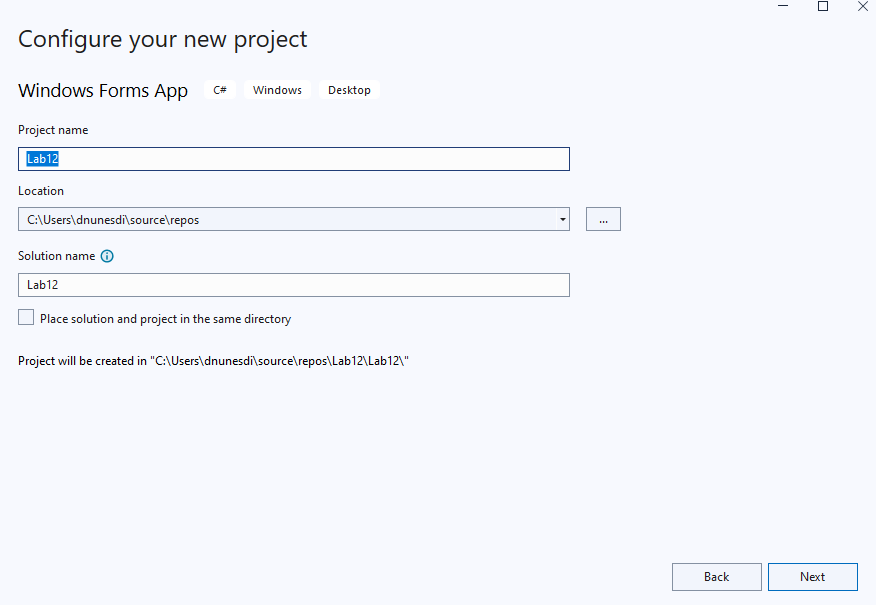 Configure your new project
Windows Forms App C# Windows Desktop
Project name
Lab12
Location
C:\Users\dnunesdi\source\repos ...
Solution name
Lab12
Place solution and project in the same directory
Project will be created in "C:\Users\dnunesdi\source\repos\Lab12\Lab12\"
Back Next